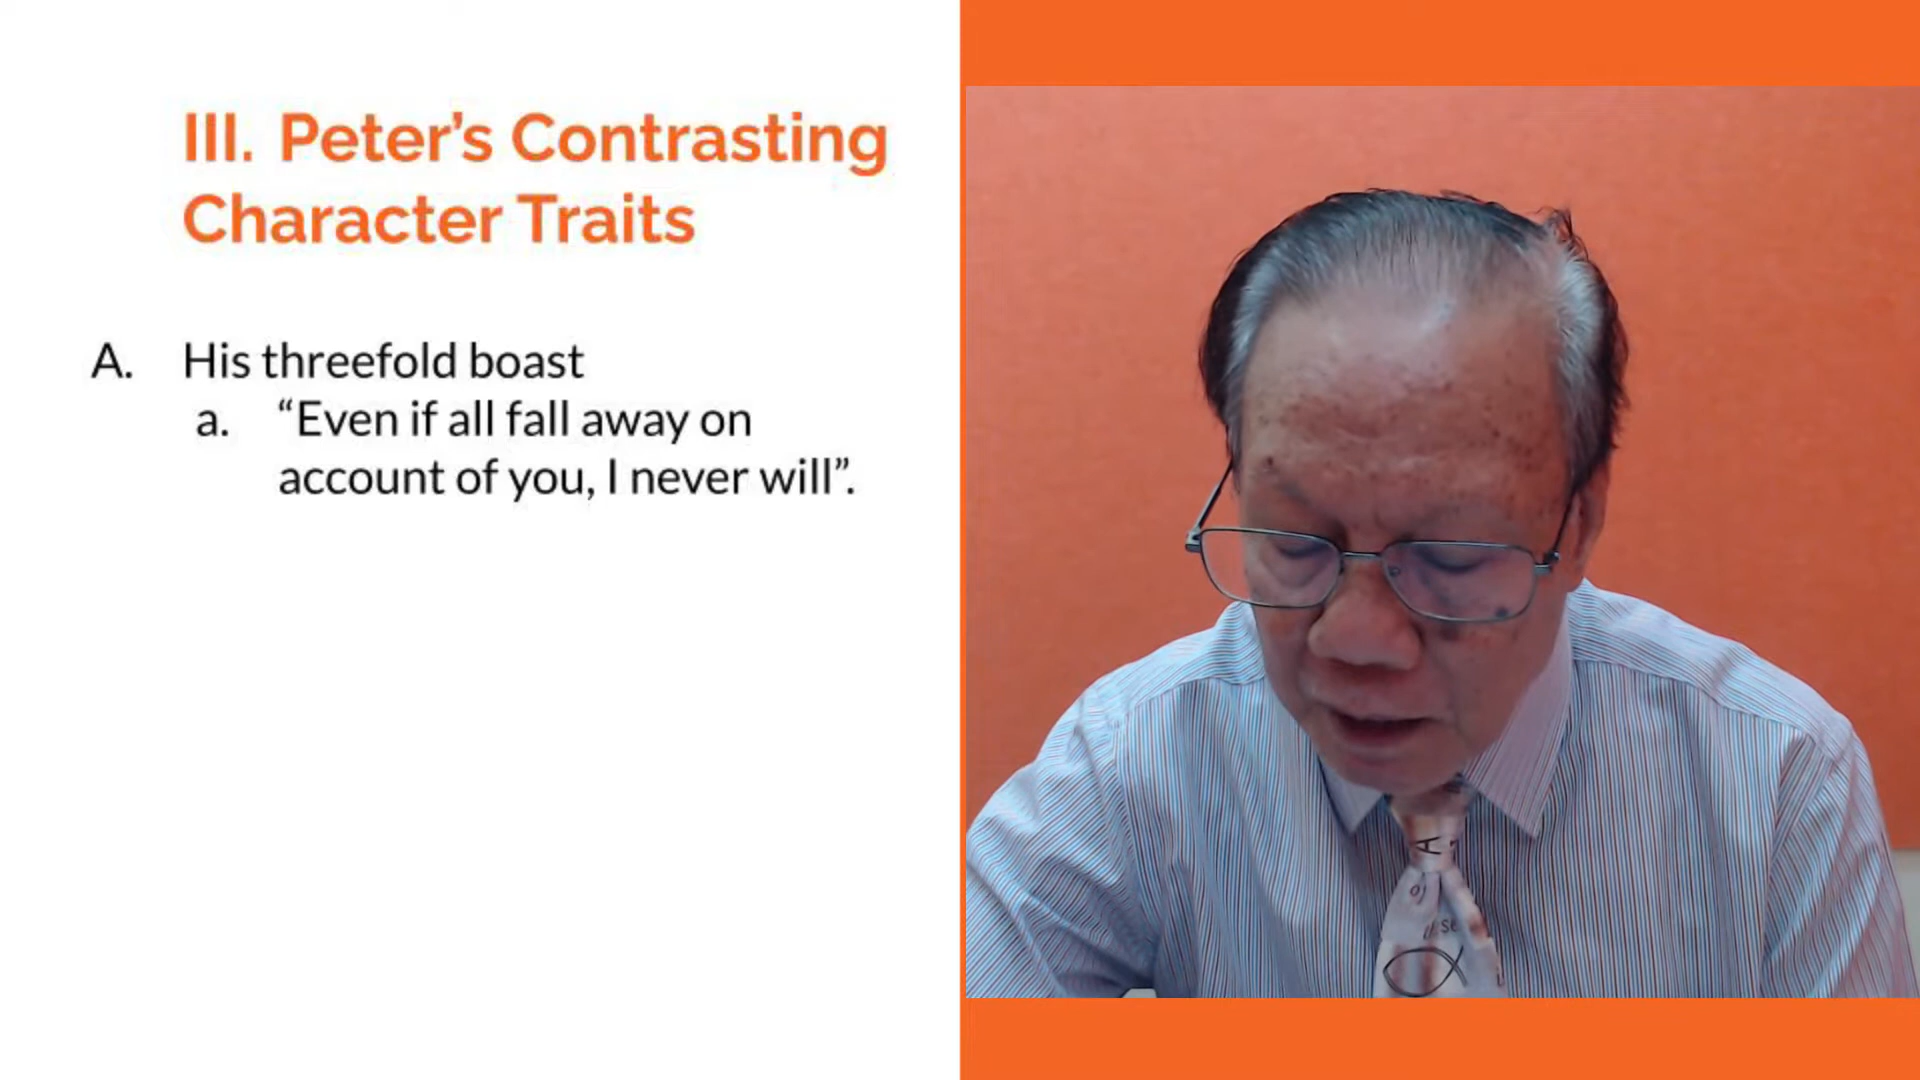 III. Peter’s Contrasting
Character Traits
A. His threefold boast
a. “Even if all fall away on
account of you, I never will”.
A
of